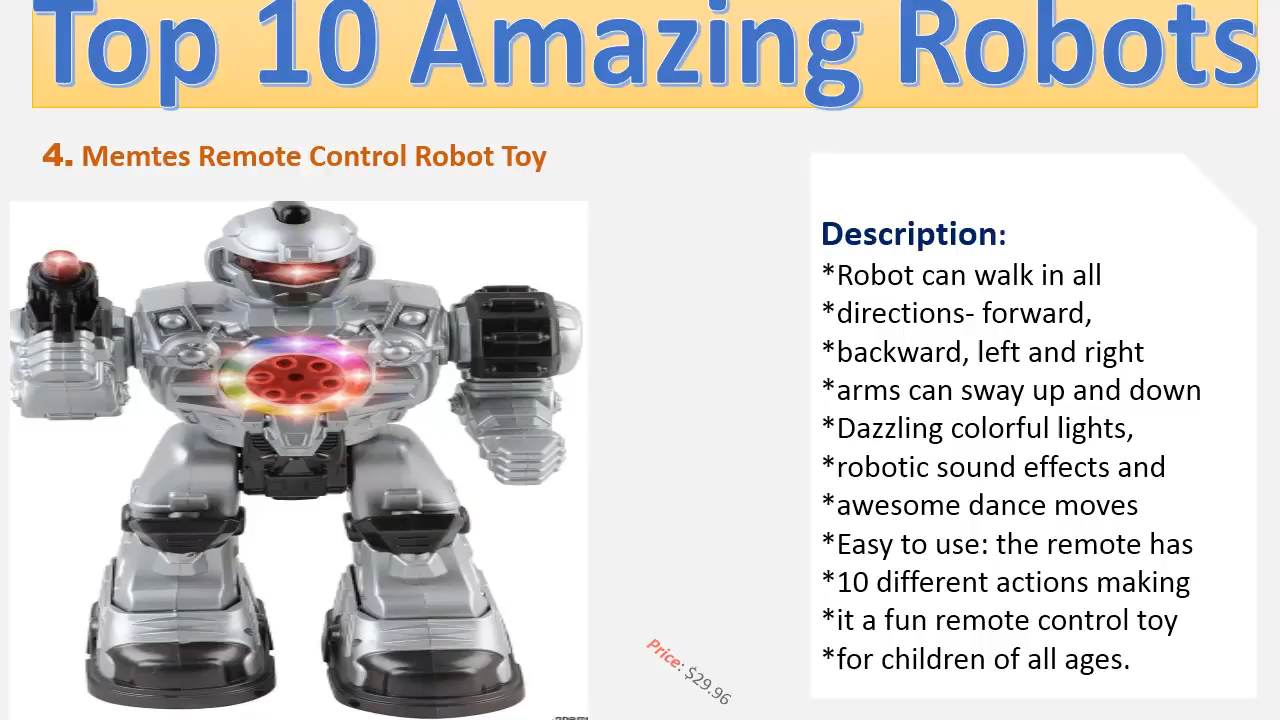 Top 10 Amazing Robots
4. Memtes Remote Control Robot Toy
Description:
*Robot can walk in all
*directions- forward,
*backward, left and right
*arms can sway up and down
*Dazzling colorful lights,
*robotic sound effects and
*awesome dance moves
*Easy to use: the remote has
*10 different actions making
*it a fun remote control toy
*for children of all ages.
Price: $29.96